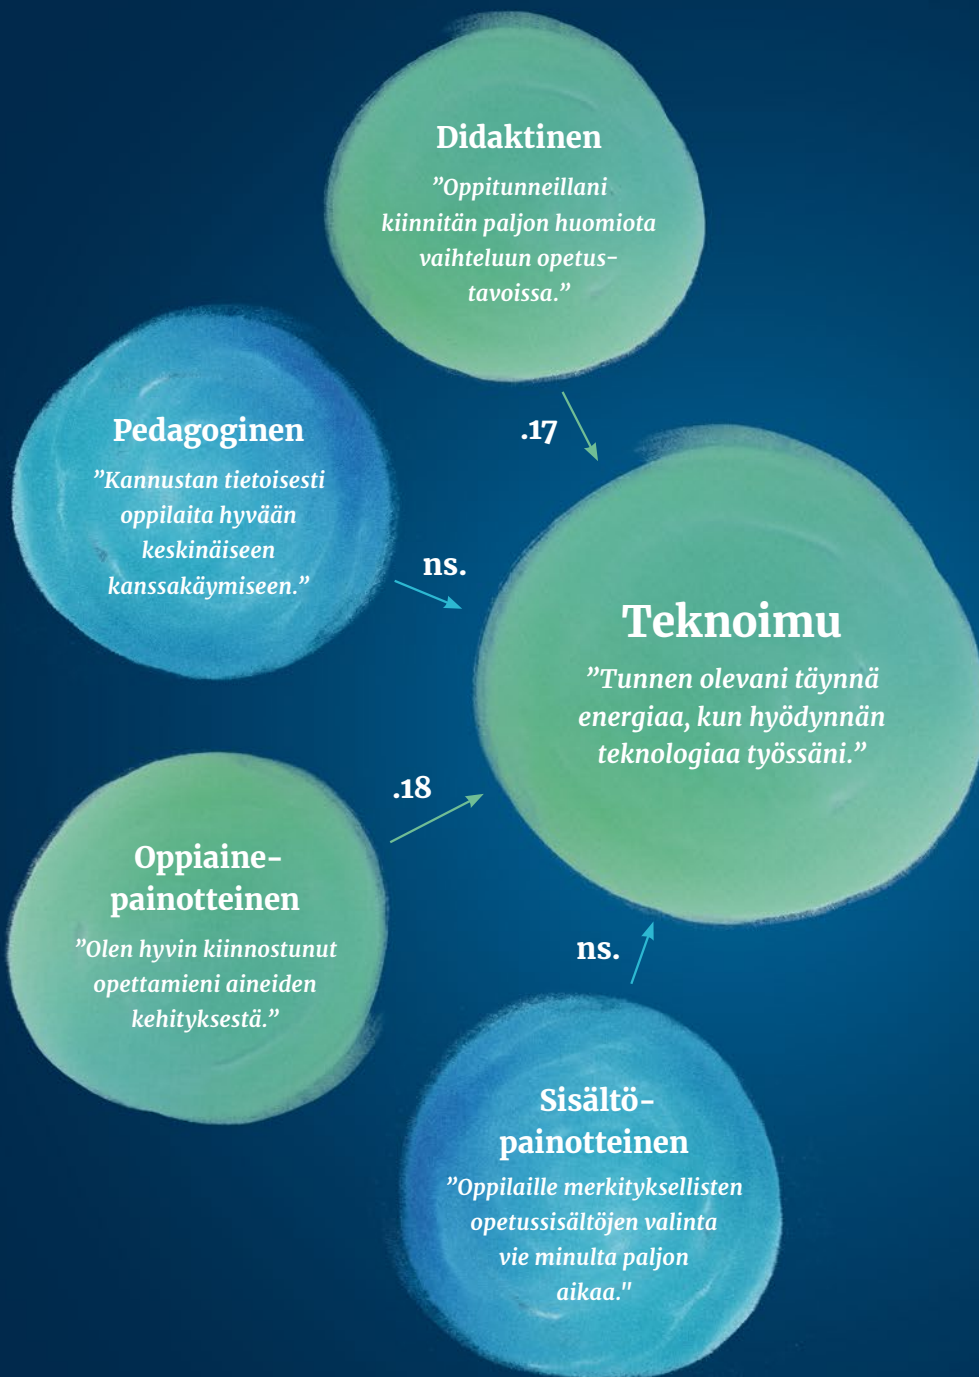 Didaktinen
”Oppitunneillani
kiinnitän paljon huomiota
vaihteluun opetus-
tavoissa.”
.17
Pedagoginen
”Kannustan tietoisesti
oppilaita hyvään
keskinäiseen
kanssakäymiseen.”
ns.
Teknoimu
”Tunnen olevani täynnä
energiaa, kun hyödynnän
teknologiaa työssäni.”
.18
Oppiaine-
painotteinen
”Olen hyvin kiinnostunut
opettamieni aineiden
kehityksestä.”
ns.
Sisältö-
painotteinen
”Oppilaille merkityksellisten
opetussisältöjen valinta
vie minulta paljon
aikaa."